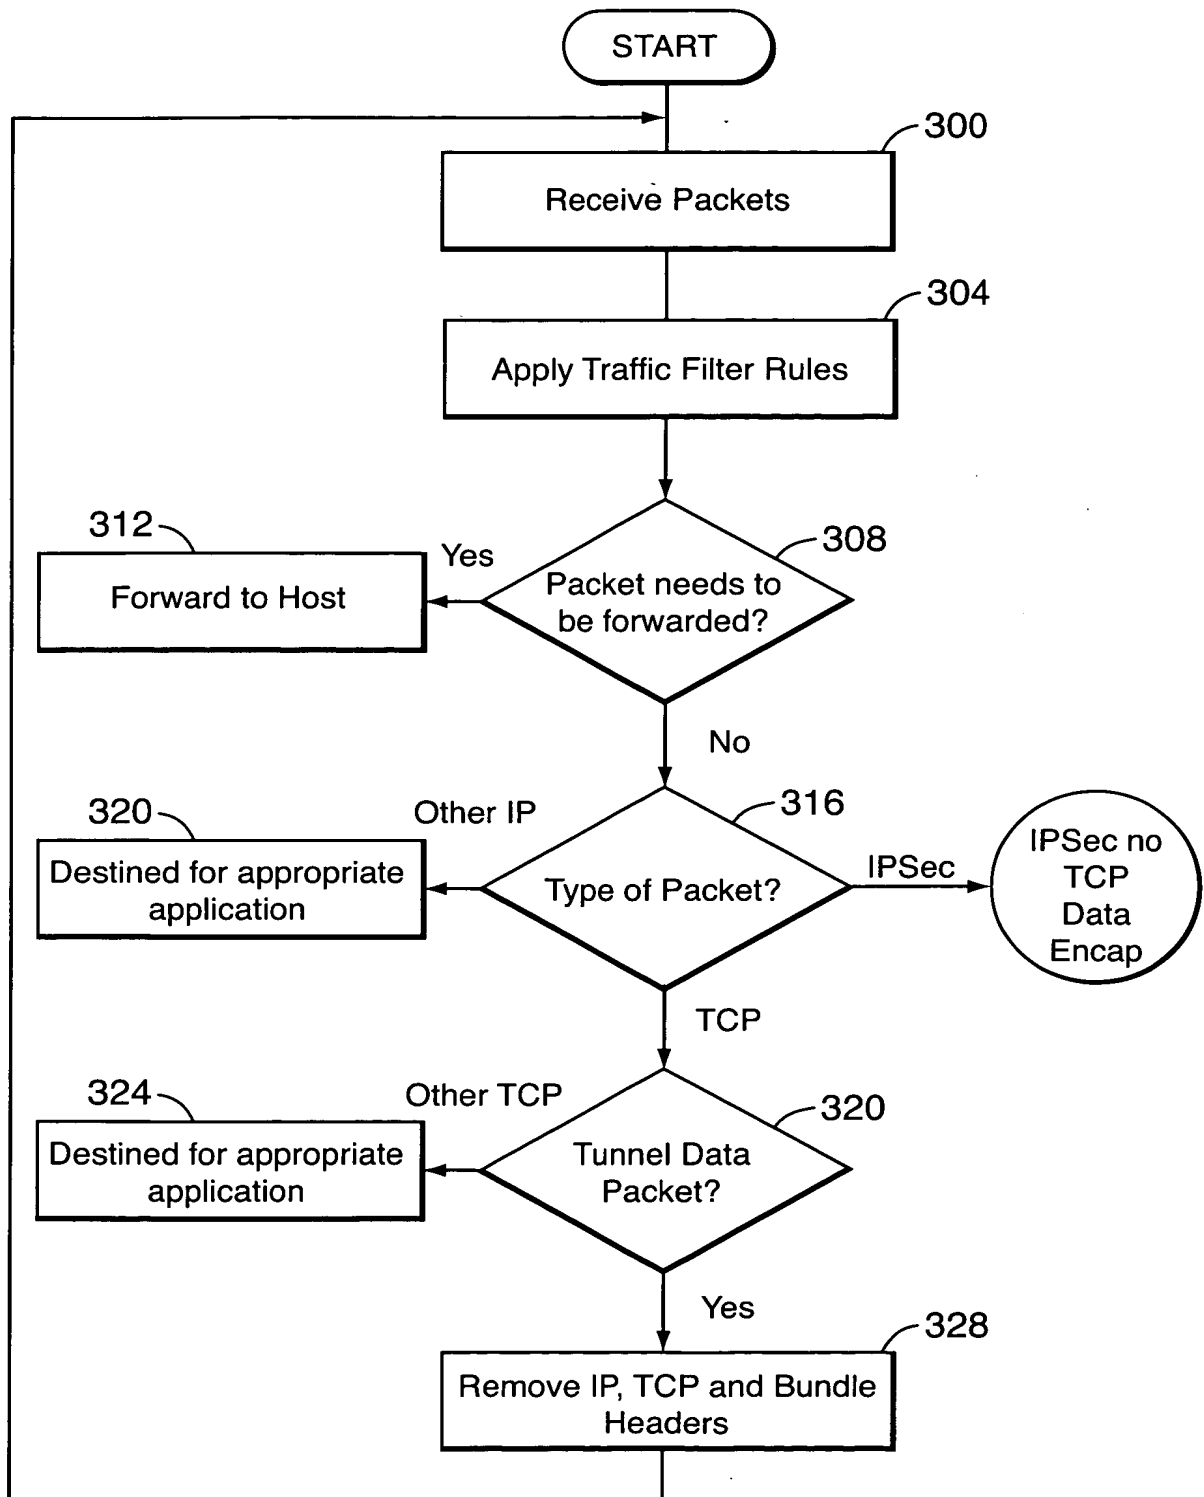 START
300
Receive Packets
304
Apply Traffic Filter Rules
312
Forward to Host
Yes
308
Packet needs to
be forwarded?
No
320
Destined for appropriate
application
Other IP
316
Type of Packet?
IPSec
IPSec no
TCP
Data
Encap
TCP
324
Destined for appropriate
application
Other TCP
320
Tunnel Data
Packet?
Yes
328
Remove IP, TCP and Bundle
Headers